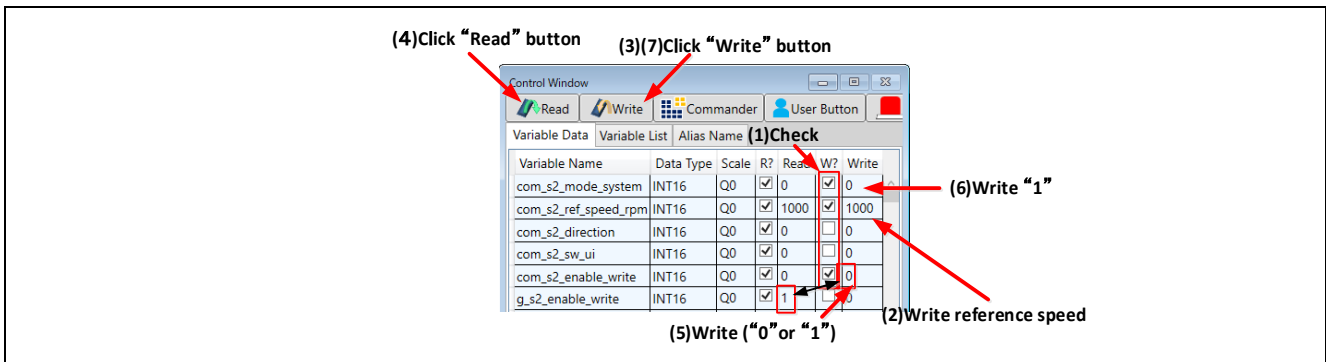 (4)Click “Read” button
(3)(7)Click “Write” button
Control Window
Read Write Commander User Button
Variable Data Variable List Alias Name (1)Check
Variable Name Data Type Scale R? Read W? Write
com_s2_mode_system INT16 Q0 0 0
(6)Write “1”
com_s2_ref_speed_rpm INT16 Q0 1000 1000
com_s2_direction INT16 Q0 0 0
com_s2_sw_ui INT16 Q0 0 0
com_s2_enable_write INT16 Q0 0 0
g_s2_enable_write INT16 Q0 1 0
(2)Write reference speed
(5)Write (“0”or “1”)